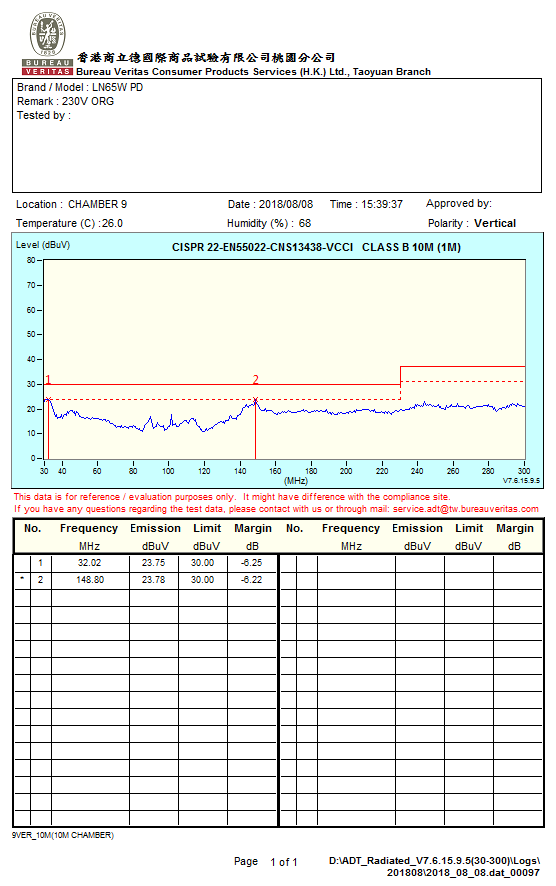 BUREAU VERITAS
1828
BUREAU
VERITAS
香港商立德國際商品試驗有限公司桃園分公司
Bureau Veritas Consumer Products Services (H.K.) Ltd., Taoyuan Branch
Brand / Model : LN65W PD
Remark : 230V ORG
Tested by :
Location : CHAMBER 9 Date : 2018/08/08 Time : 15:39:37 Approved by:
Temperature (C) :26.0 Humidity (%) : 68 Polarity : Vertical
Level (dBuV) CISPR 22-EN55022-CNS13438-VCCI CLASS B 10M (1M)
80
70
60
50
40
30
20
10
0
1 2
30 40 60 80 100 120 140 160 180 200 220 240 260 280 300
(MHz) V7.6.15.9.5
This data is for reference / evaluation purposes only. It might have difference with the compliance site.
If you have any questions regarding the test data, please contact with us or through mail: service.adt@tw.bureauveritas.com
No. Frequency Emission Limit Margin No. Frequency Emission Limit Margin
MHz dBuV dBuV dB MHz dBuV dBuV dB
1 32.02 23.75 30.00 -6.25
* 2 148.80 23.78 30.00 -6.22
9VER_10M(10M CHAMBER)
Page 1 of 1 D:\ADT_Radiated_V7.6.15.9.5(30-300)\Logs\
201808\2018_08_08.dat_00097